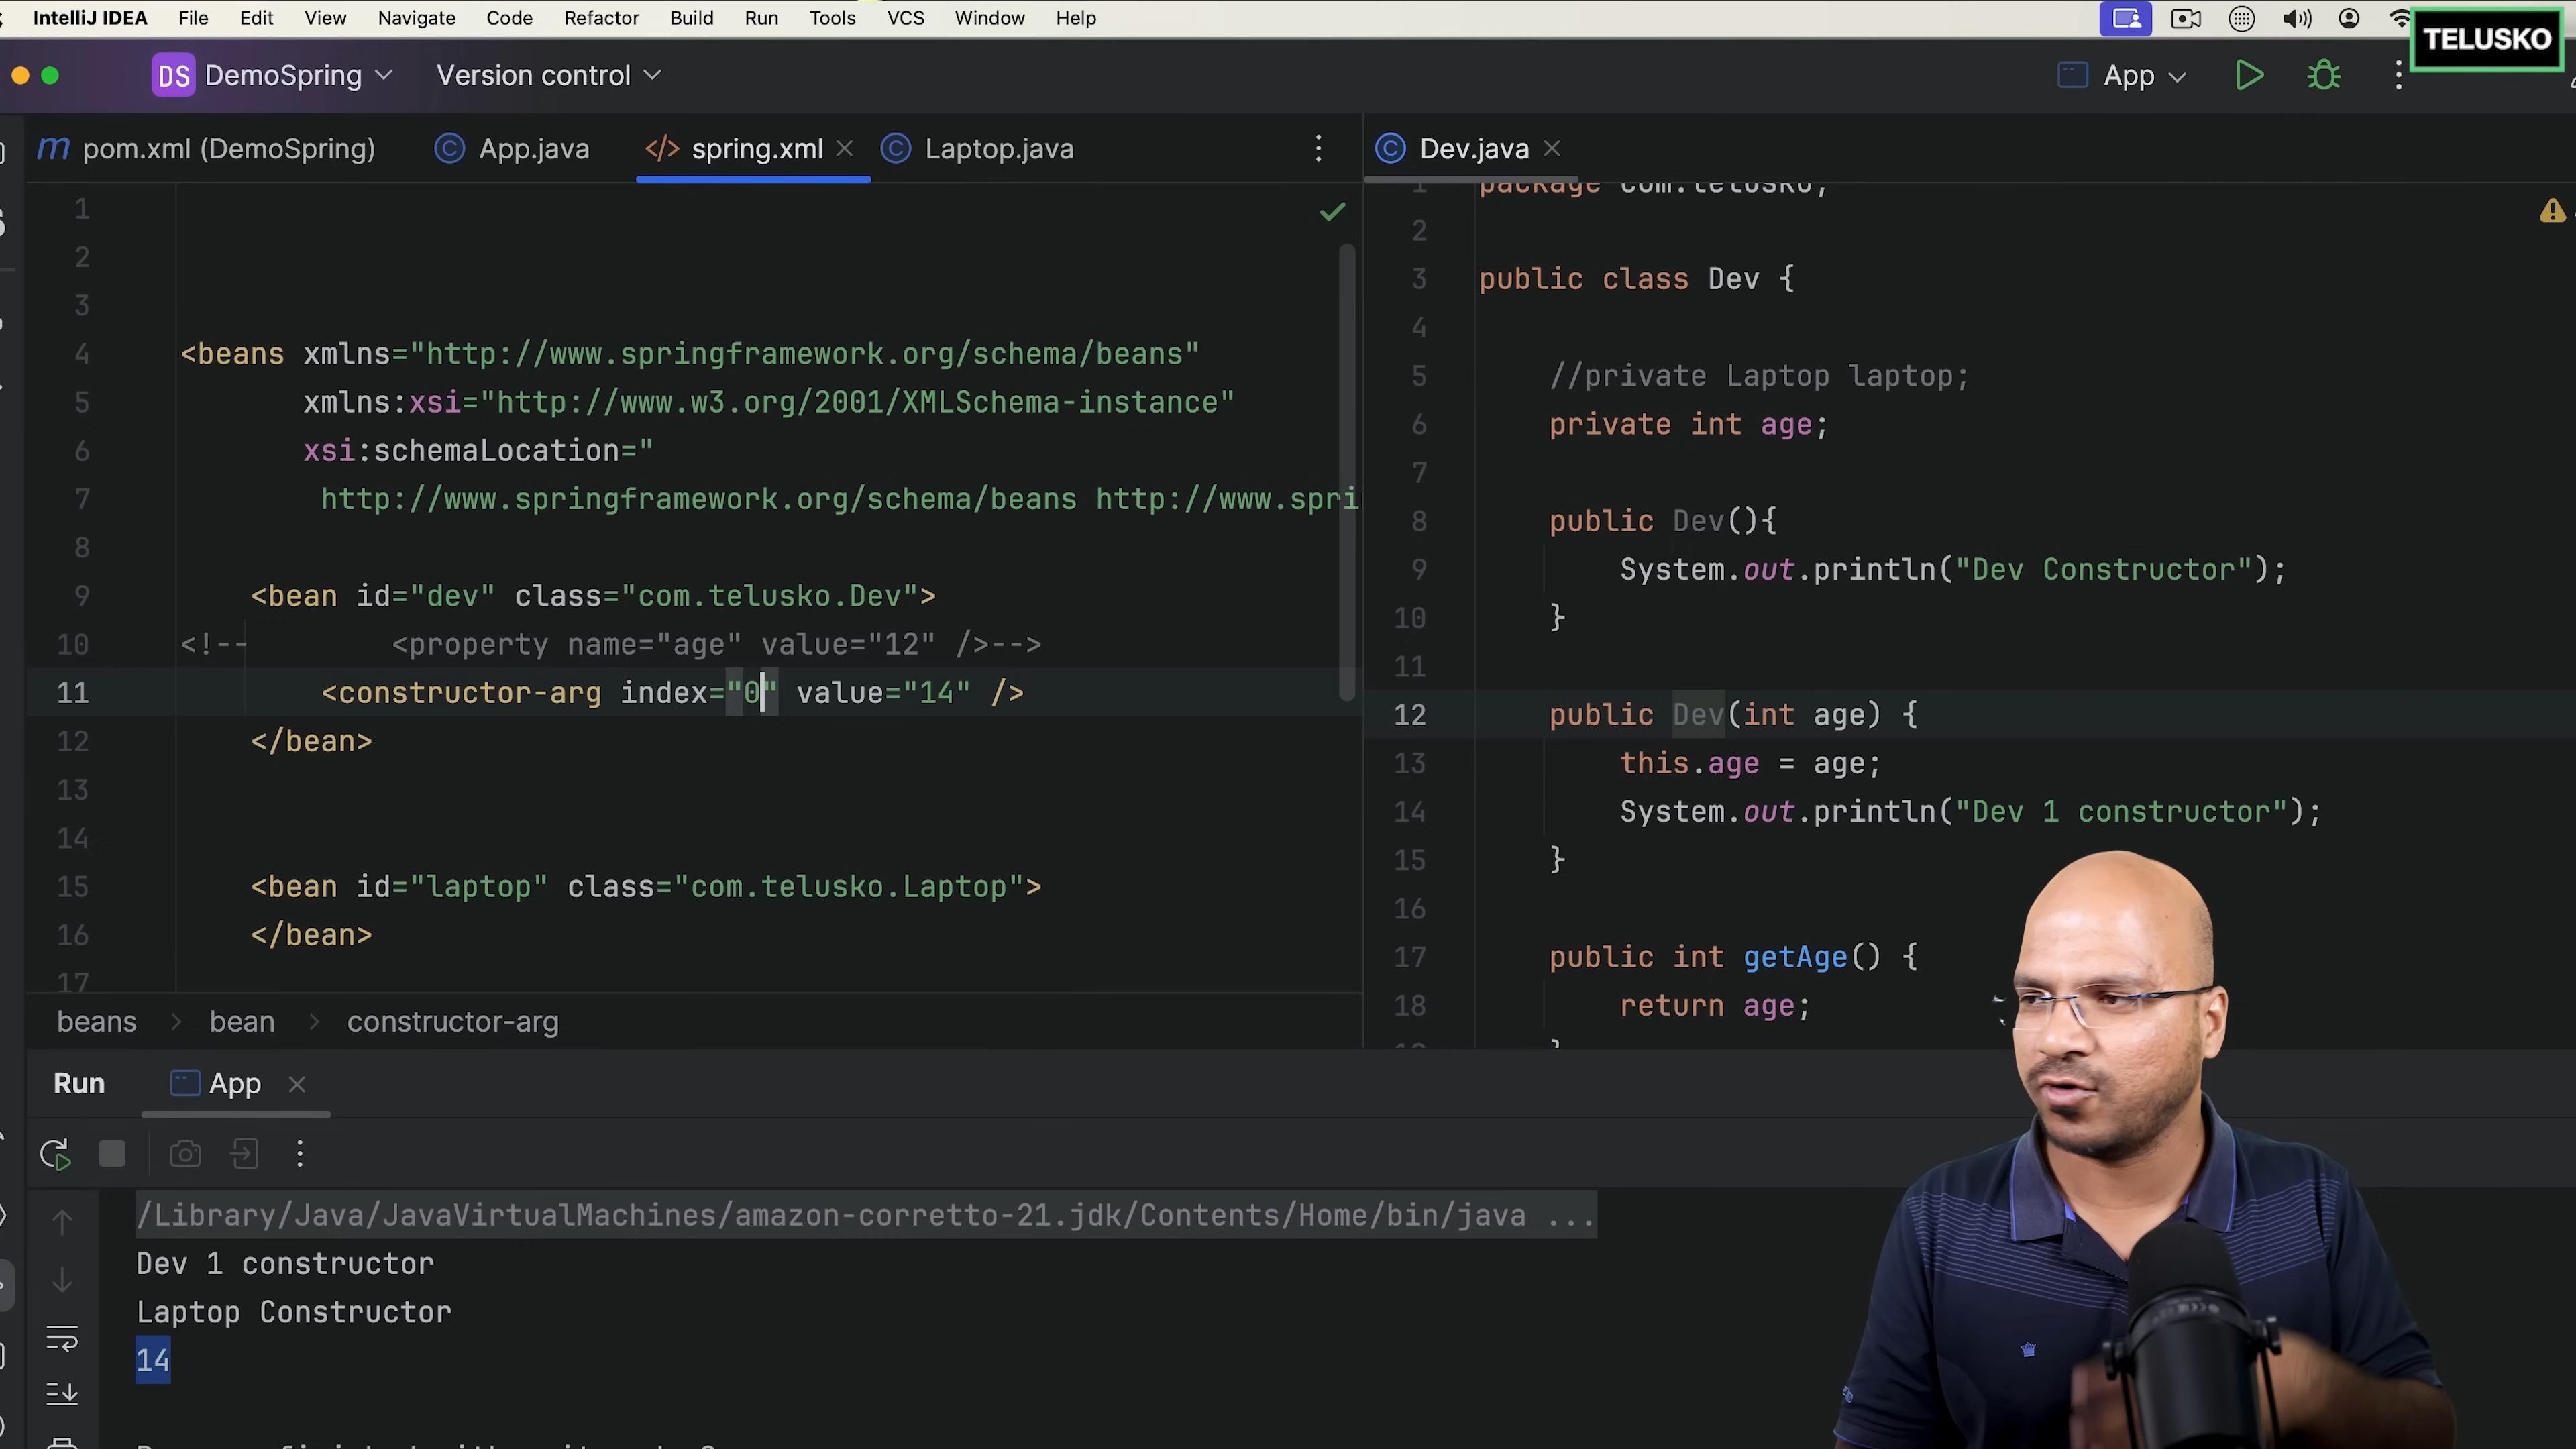 IntelliJ IDEA File Edit View Navigate Code Refactor Build Run Tools VCS Window Help
TELUSKO
DS DemoSpring Version control App
pom.xml (DemoSpring) App.java spring.xml Laptop.java
Dev.java
1
2
3
4 <beans xmlns="http://www.springframework.org/schema/beans"
5 xmlns:xsi="http://www.w3.org/2001/XMLSchema-instance"
6 xsi:schemaLocation="
7 http://www.springframework.org/schema/beans http://www.spri
8
9 <bean id="dev" class="com.telusko.Dev">
10 <!-- <property name="age" value="12" />-->
11 <constructor-arg index="0" value="14" />
12 </bean>
13
14
15 <bean id="laptop" class="com.telusko.Laptop">
16 </bean>
17
beans > bean > constructor-arg
1 package com.telusko;
2
3 public class Dev {
4
5 //private Laptop laptop;
6 private int age;
7
8 public Dev(){
9 System.out.println("Dev Constructor");
10 }
11
12 public Dev(int age) {
13 this.age = age;
14 System.out.println("Dev 1 constructor");
15 }
16
17 public int getAge() {
18 return age;
Run App
/Library/Java/JavaVirtualMachines/amazon-corretto-21.jdk/Contents/Home/bin/java ...
Dev 1 constructor
Laptop Constructor
14